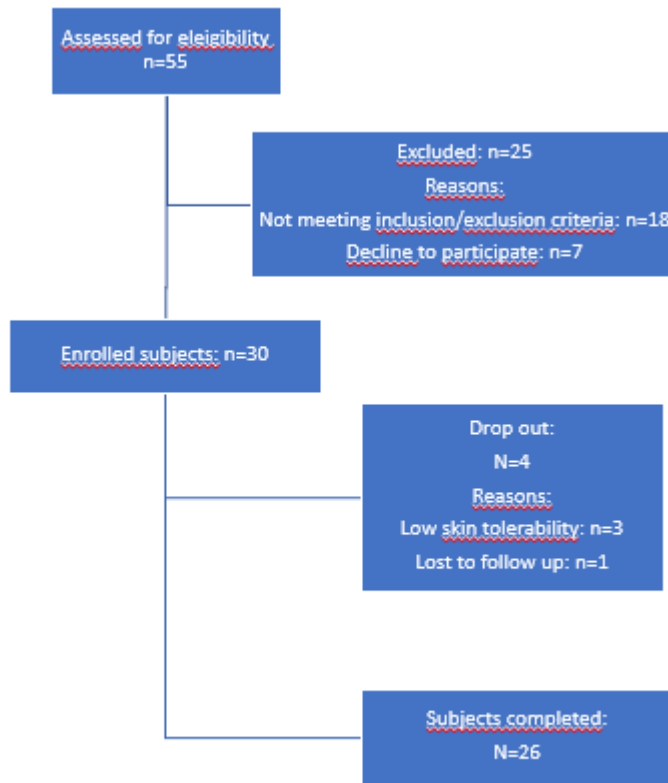 Assessed for eleigibility
n=55
Excluded: n=25
Reasons:
Not meeting inclusion/exclusion criteria: n=18
Decline to participate: n=7
Enrolled subjects: n=30
Drop out:
N=4
Reasons:
Low skin tolerability: n=3
Lost to follow up: n=1
Subjects completed:
N=26